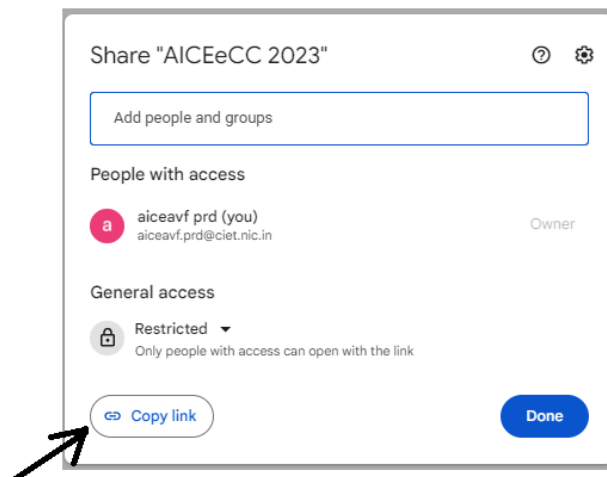 Share "AICEeCC 2023"
Add people and groups
People with access
a
aiceavf prd (you)
aiceavf.prd@ciet.nic.in
Owner
General access
Restricted
Only people with access can open with the link
Copy link
Done